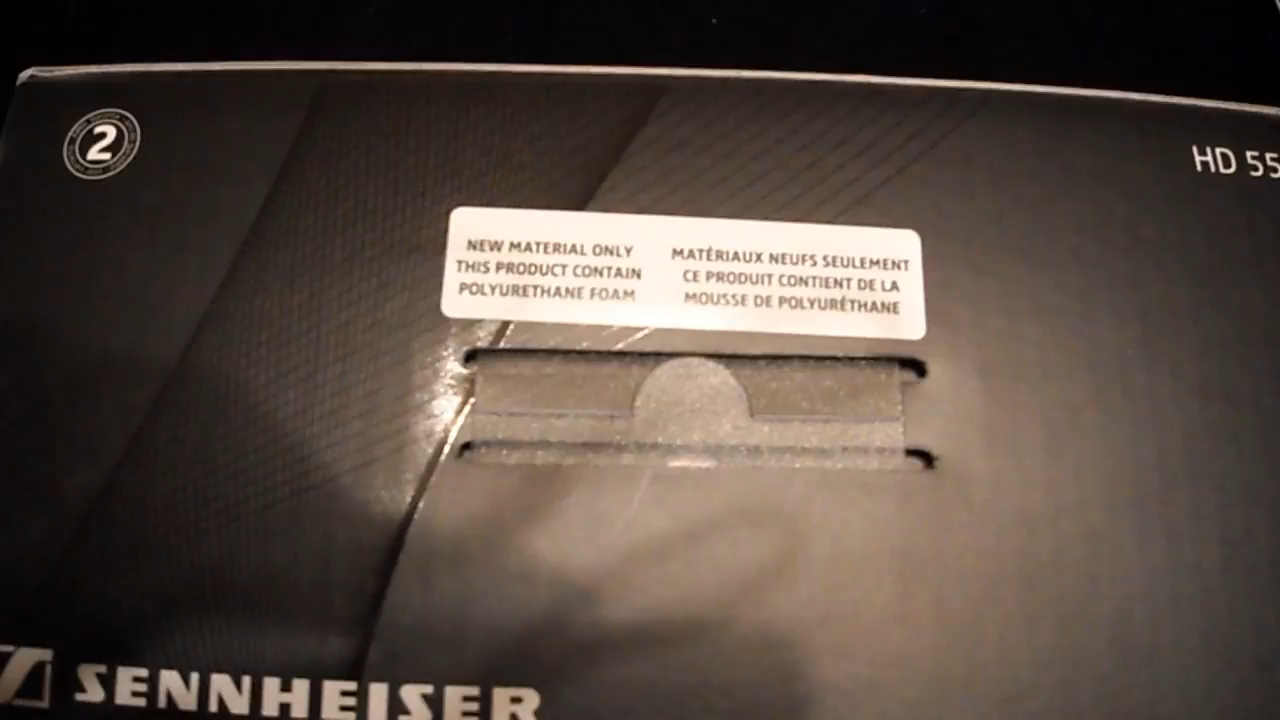 2
HD 55
NEW MATERIAL ONLY
THIS PRODUCT CONTAIN
POLYURETHANE FOAM
MATÉRIAUX NEUFS SEULEMENT
CE PRODUIT CONTIENT DE LA
MOUSSE DE POLYURÉTHANE
SENNHEISER